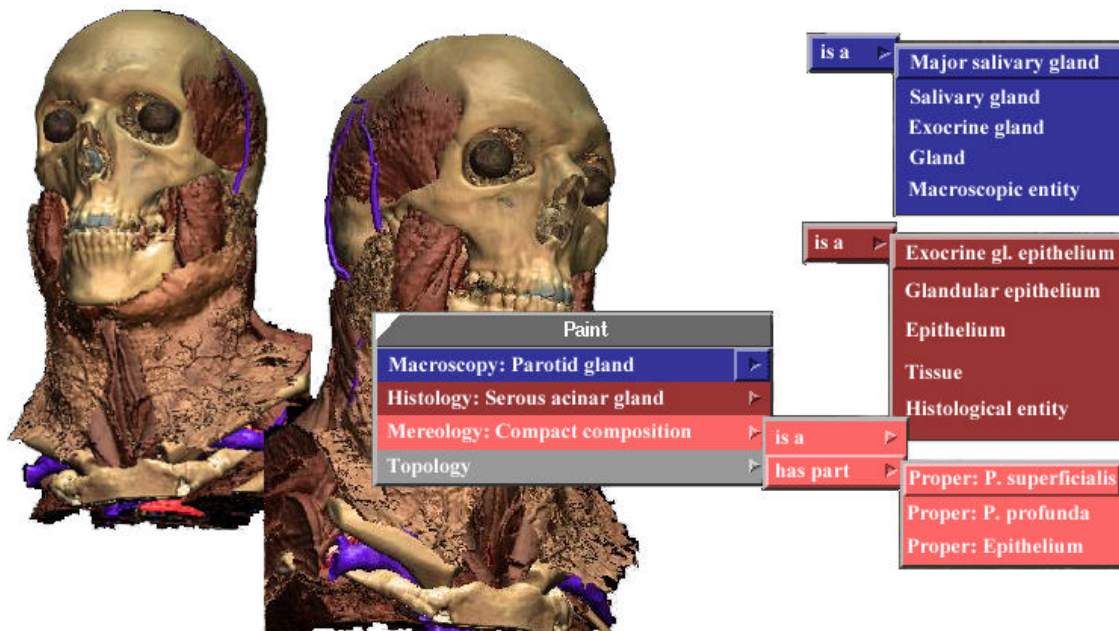 is a
Major salivary gland
Salivary gland
Exocrine gland
Gland
Macroscopic entity
is a
Exocrine gl. epithelium
Glandular epithelium
Epithelium
Tissue
Histological entity
Paint
Macroscopy: Parotid gland
Histology: Serous acinar gland
Mereology: Compact composition
Topology
is a
has part
Proper: P. superficialis
Proper: P. profunda
Proper: Epithelium